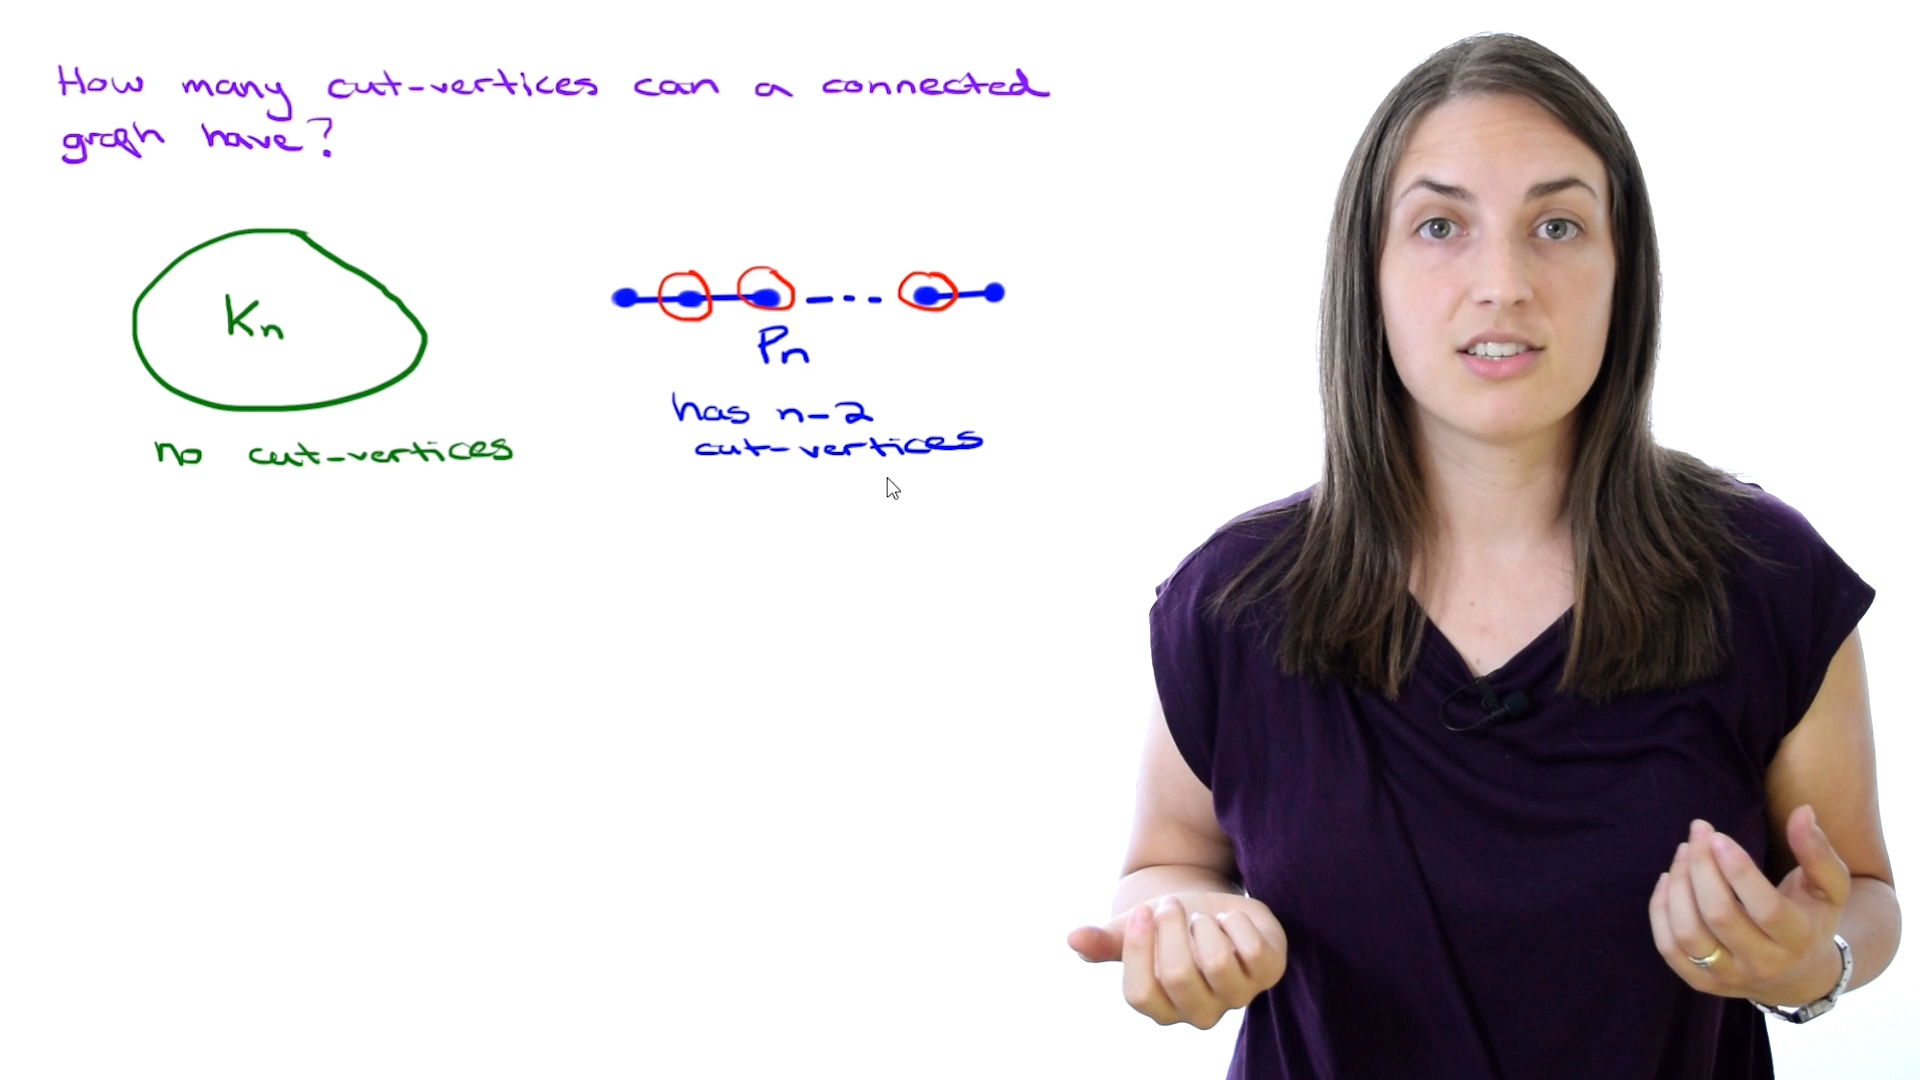 How many cut-vertices can a connected
graph have?
Kn
no cut-vertices
Pn
has n-2
cut-vertices